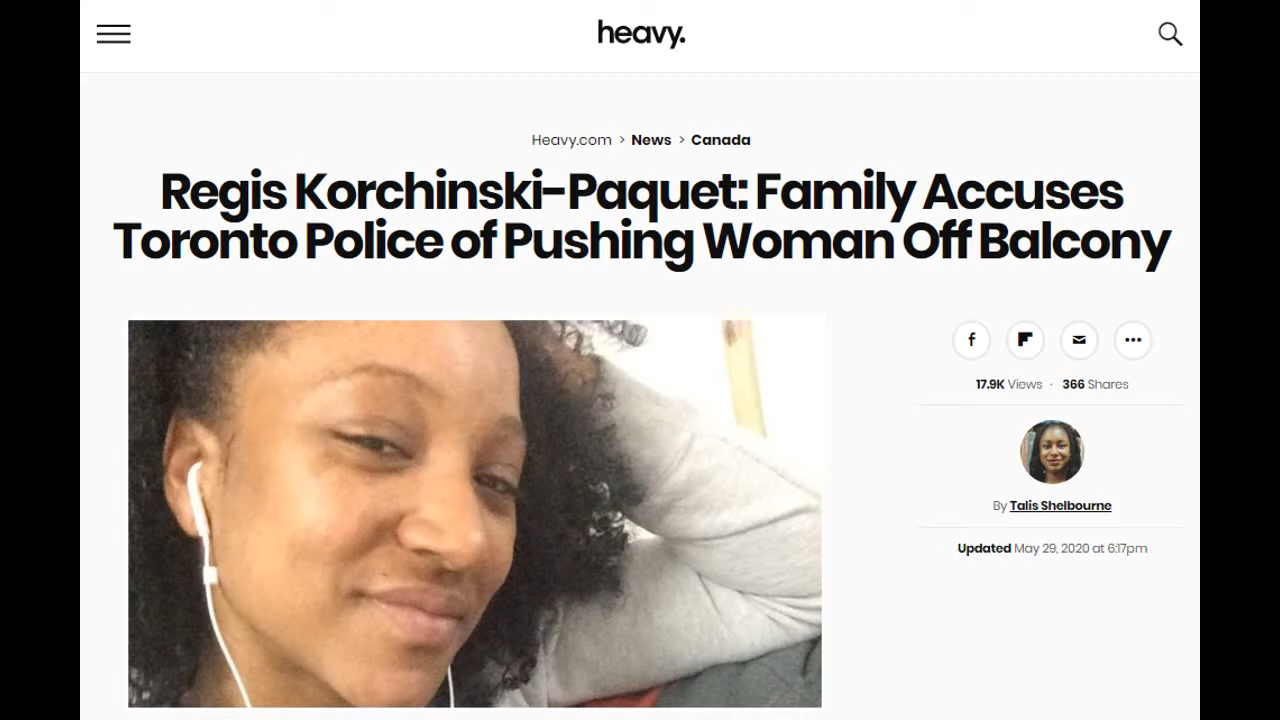 heavy.
Heavy.com > News > Canada
Regis Korchinski-Paquet: Family Accuses
Toronto Police of Pushing Woman Off Balcony
17.9K Views · 366 Shares
By Talis Shelbourne
Updated May 29, 2020 at 6:17pm